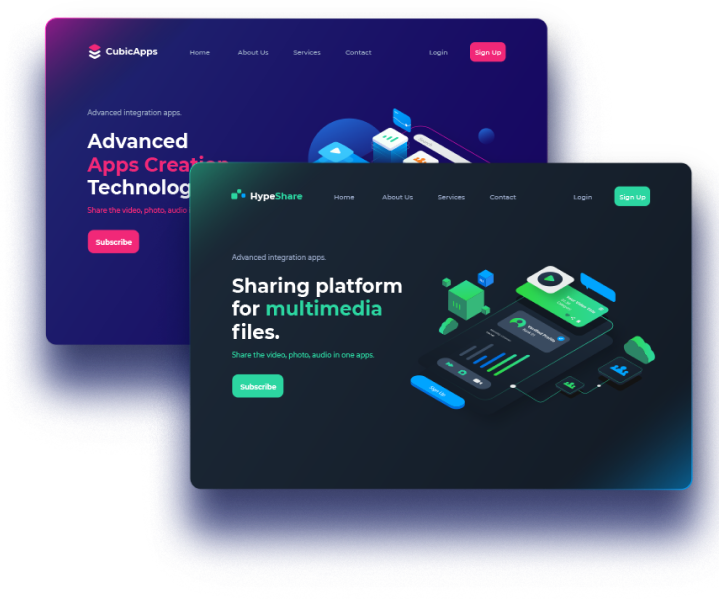 CubicApps
Home About Us Services Contact Login Sign Up
Advanced integration apps.
Advanced
Apps Creation
Technolog
Share the video, photo, audio
Subscribe
HypeShare
Home About Us Services Contact Login Sign Up
Advanced integration apps.
Sharing platform
for multimedia
files.
Share the video, photo, audio in one apps.
Subscribe
Verified Profile
Sign Up